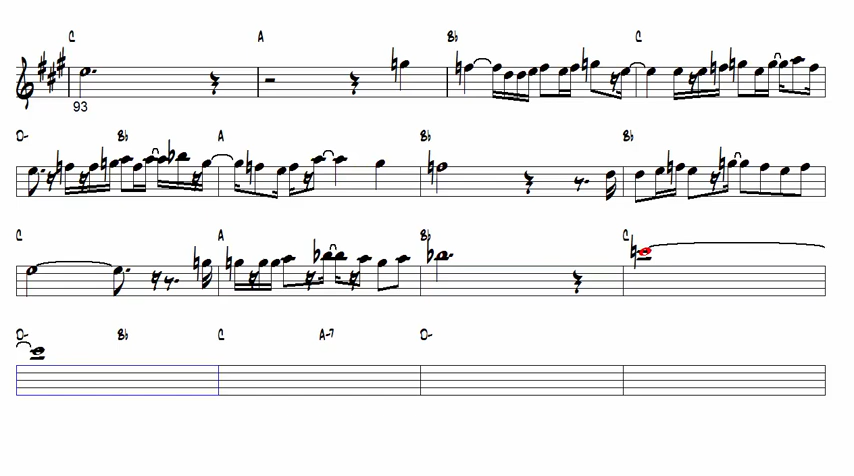 C A B♭ C
93
D- B♭ A B♭ B♭
C A B♭ C
D- B♭ C A-7 D-